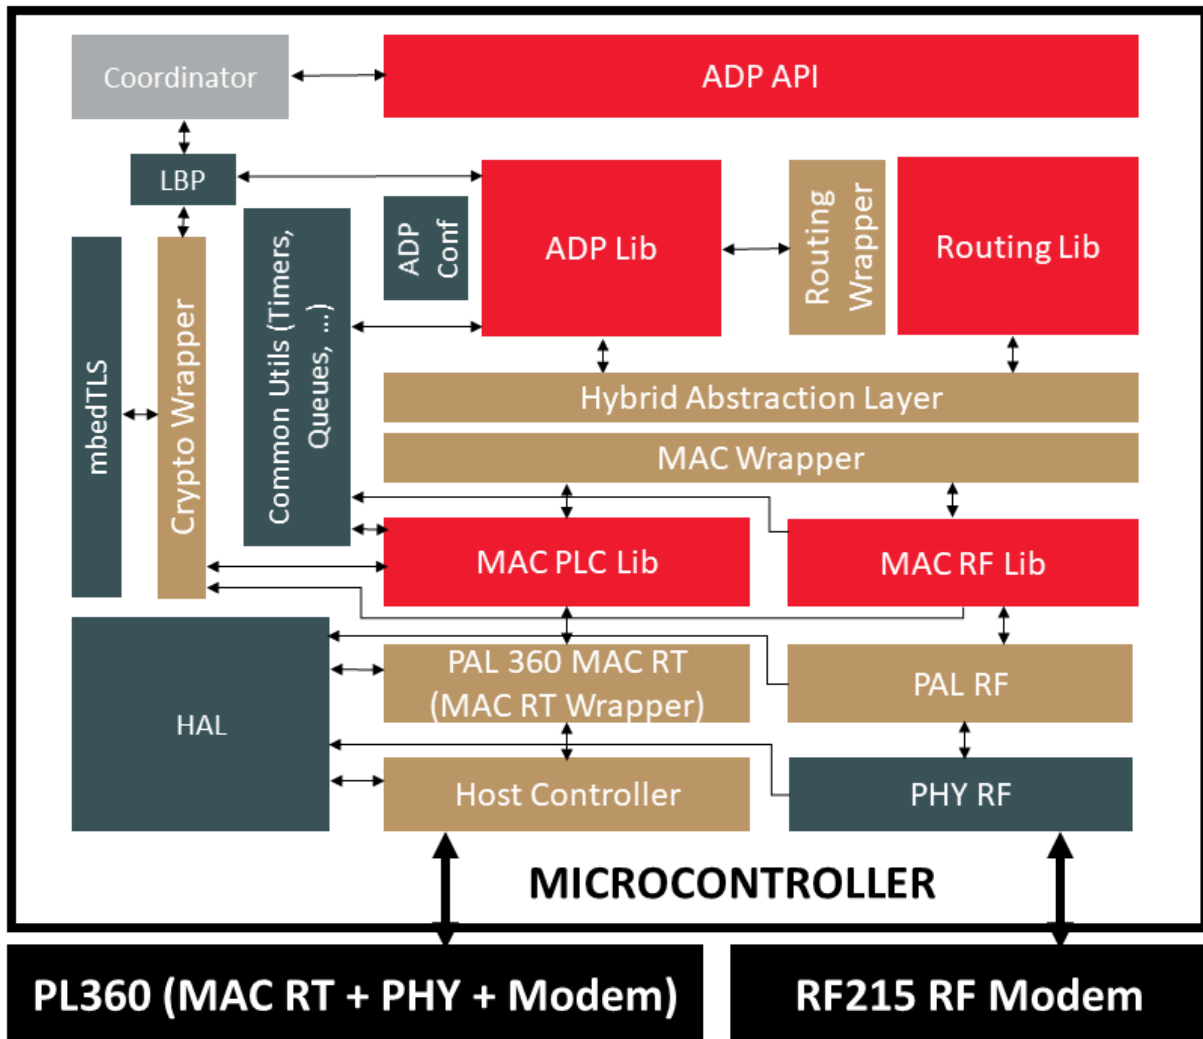 Coordinator
ADP API
LBP
ADP Lib
Routing
Wrapper
Routing Lib
ADP
Conf
mbedTLS
Crypto Wrapper
Common Utils (Timers,
Queues, ...)
Hybrid Abstraction Layer
MAC Wrapper
MAC PLC Lib
MAC RF Lib
HAL
PAL 360 MAC RT
(MAC RT Wrapper)
PAL RF
Host Controller
PHY RF
MICROCONTROLLER
PL360 (MAC RT + PHY + Modem)
RF215 RF Modem